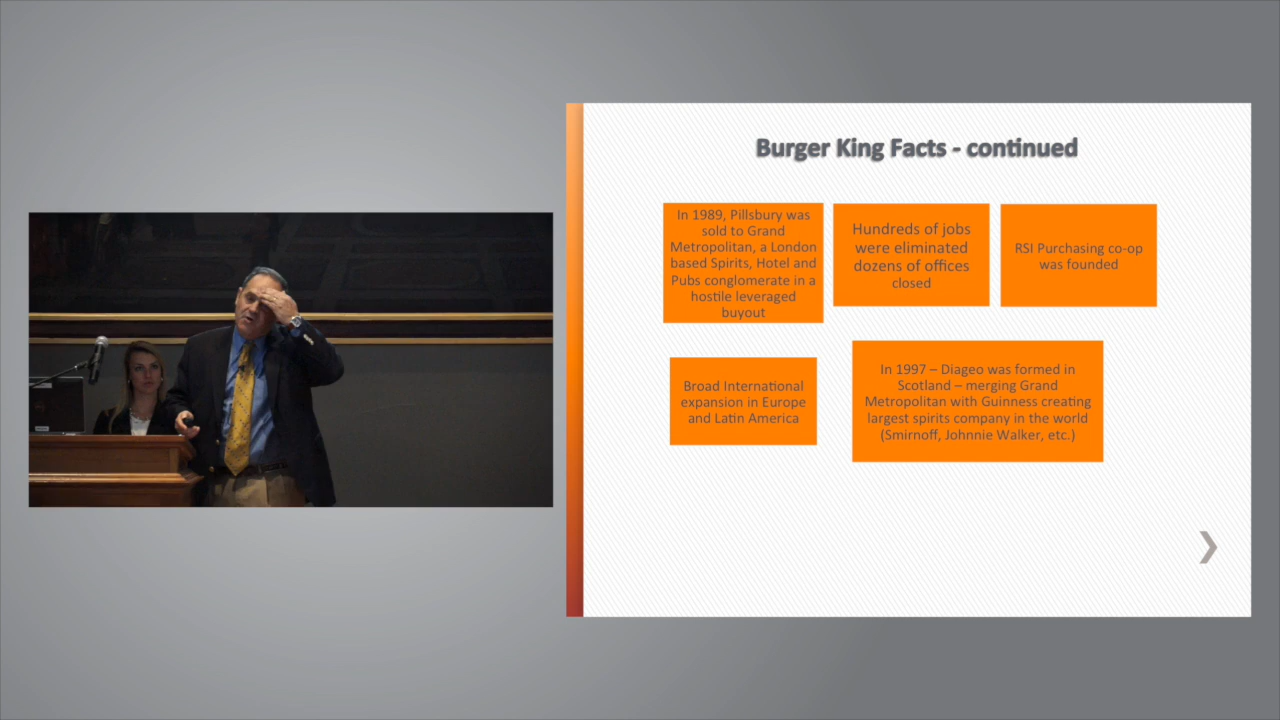 Burger King Facts - continued
In 1989, Pillsbury was
sold to Grand
Metropolitan, a London
based Spirits, Hotel and
Pubs conglomerate in a
hostile leveraged
buyout
Hundreds of jobs
were eliminated
dozens of offices
closed
RSI Purchasing co-op
was founded
Broad International
expansion in Europe
and Latin America
In 1997 – Diageo was formed in
Scotland – merging Grand
Metropolitan with Guinness creating
largest spirits company in the world
(Smirnoff, Johnnie Walker, etc.)